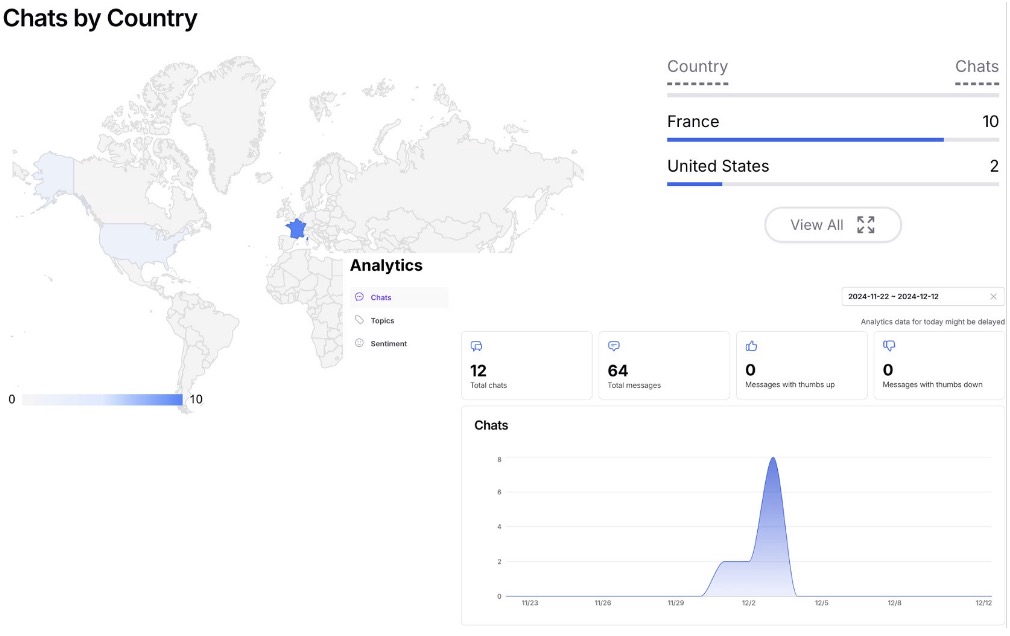 Chats by Country
Country Chats
France 10
United States 2
View All
0 10
Analytics
Chats
Topics
Sentiment
2024-11-22 ~ 2024-12-12
Analytics data for today might be delayed
12 64 0 0
Total chats Total messages Messages with thumbs up Messages with thumbs down
Chats
8
6
4
2
0
11/23 11/26 11/29 12/2 12/5 12/8 12/12